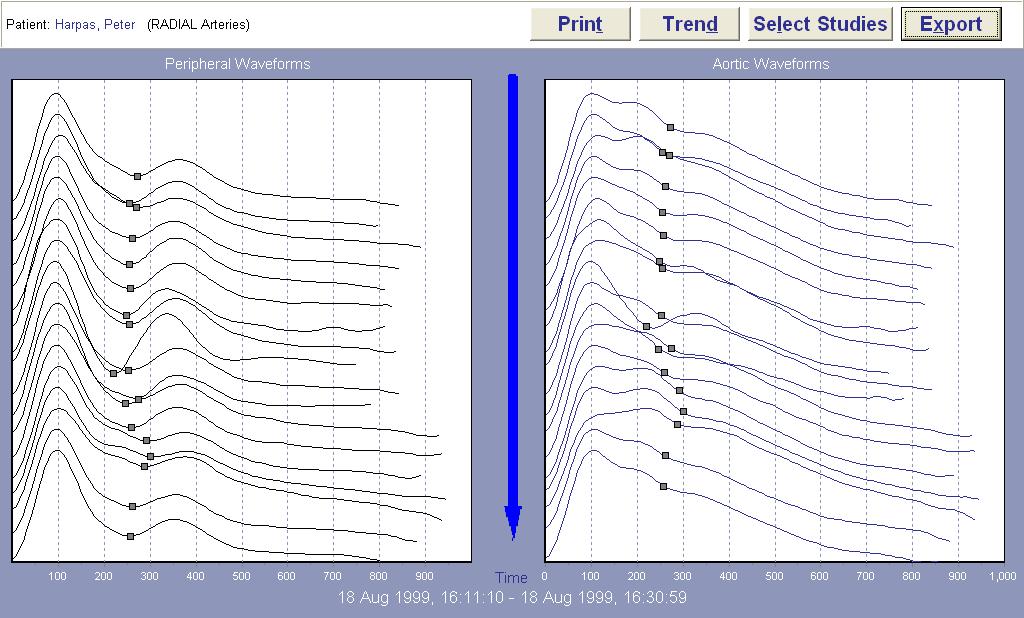 Patient: Harpas, Peter (RADIAL Arteries) Print Trend Select Studies Export
Peripheral Waveforms Aortic Waveforms
100 200 300 400 500 600 700 800 900 Time 0 100 200 300 400 500 600 700 800 900 1,000
18 Aug 1999, 16:11:10 - 18 Aug 1999, 16:30:59